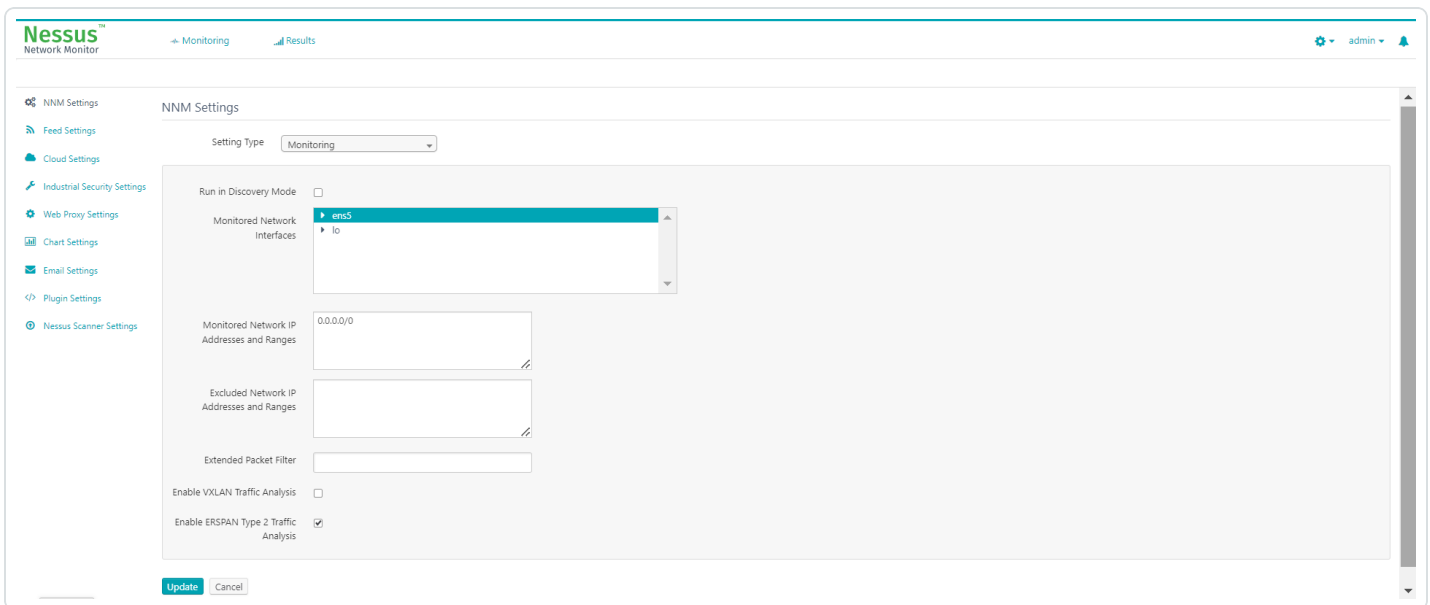 Nessus™
Network Monitor
Monitoring
Results
admin
NNM Settings
Feed Settings
Cloud Settings
Industrial Security Settings
Web Proxy Settings
Chart Settings
Email Settings
Plugin Settings
Nessus Scanner Settings
NNM Settings
Setting Type
Monitoring
Run in Discovery Mode
Monitored Network
Interfaces
ens5
lo
Monitored Network IP
Addresses and Ranges
0.0.0.0/0
Excluded Network IP
Addresses and Ranges
Extended Packet Filter
Enable VXLAN Traffic Analysis
Enable ERSPAN Type 2 Traffic
Analysis
Update
Cancel